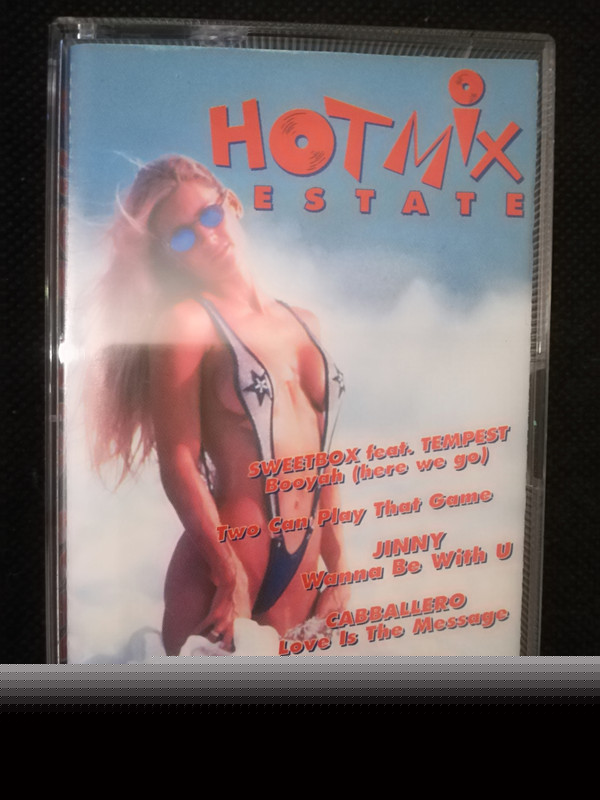 HOTMiX
ESTATE
SWEETBOX feat. TEMPEST
Booyah (here we go)
Two Can Play That Game
JINNY
Wanna Be With U
CABBALLERO
Love Is The Message